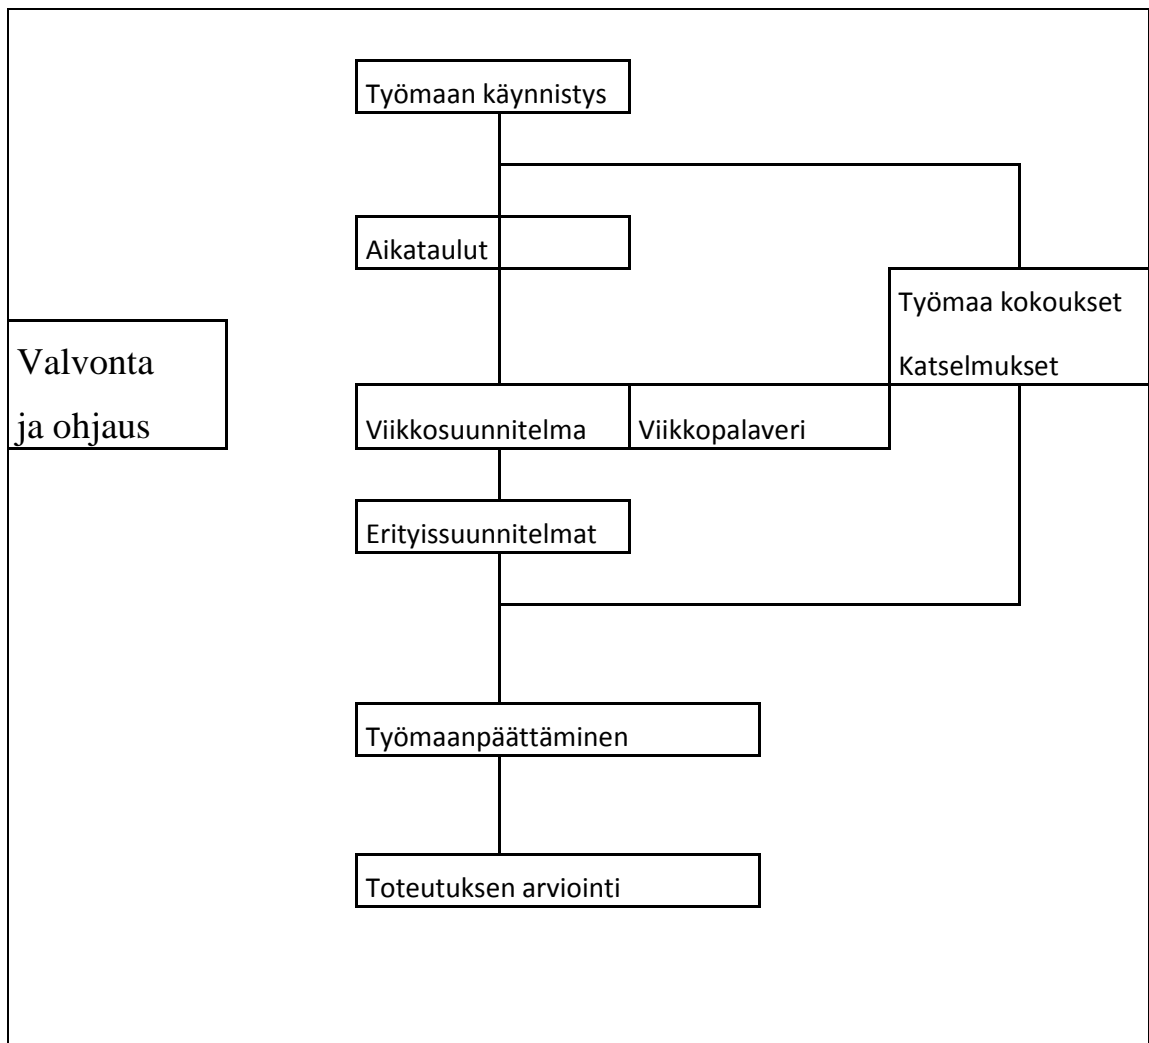 Työmaan käynnistys
Aikataulut
Työmaa kokoukset
Katselmukset
Valvonta
ja ohjaus
Viikkosuunnitelma
Viikkopalaveri
Erityissuunnitelmat
Työmaanpäättäminen
Toteutuksen arviointi